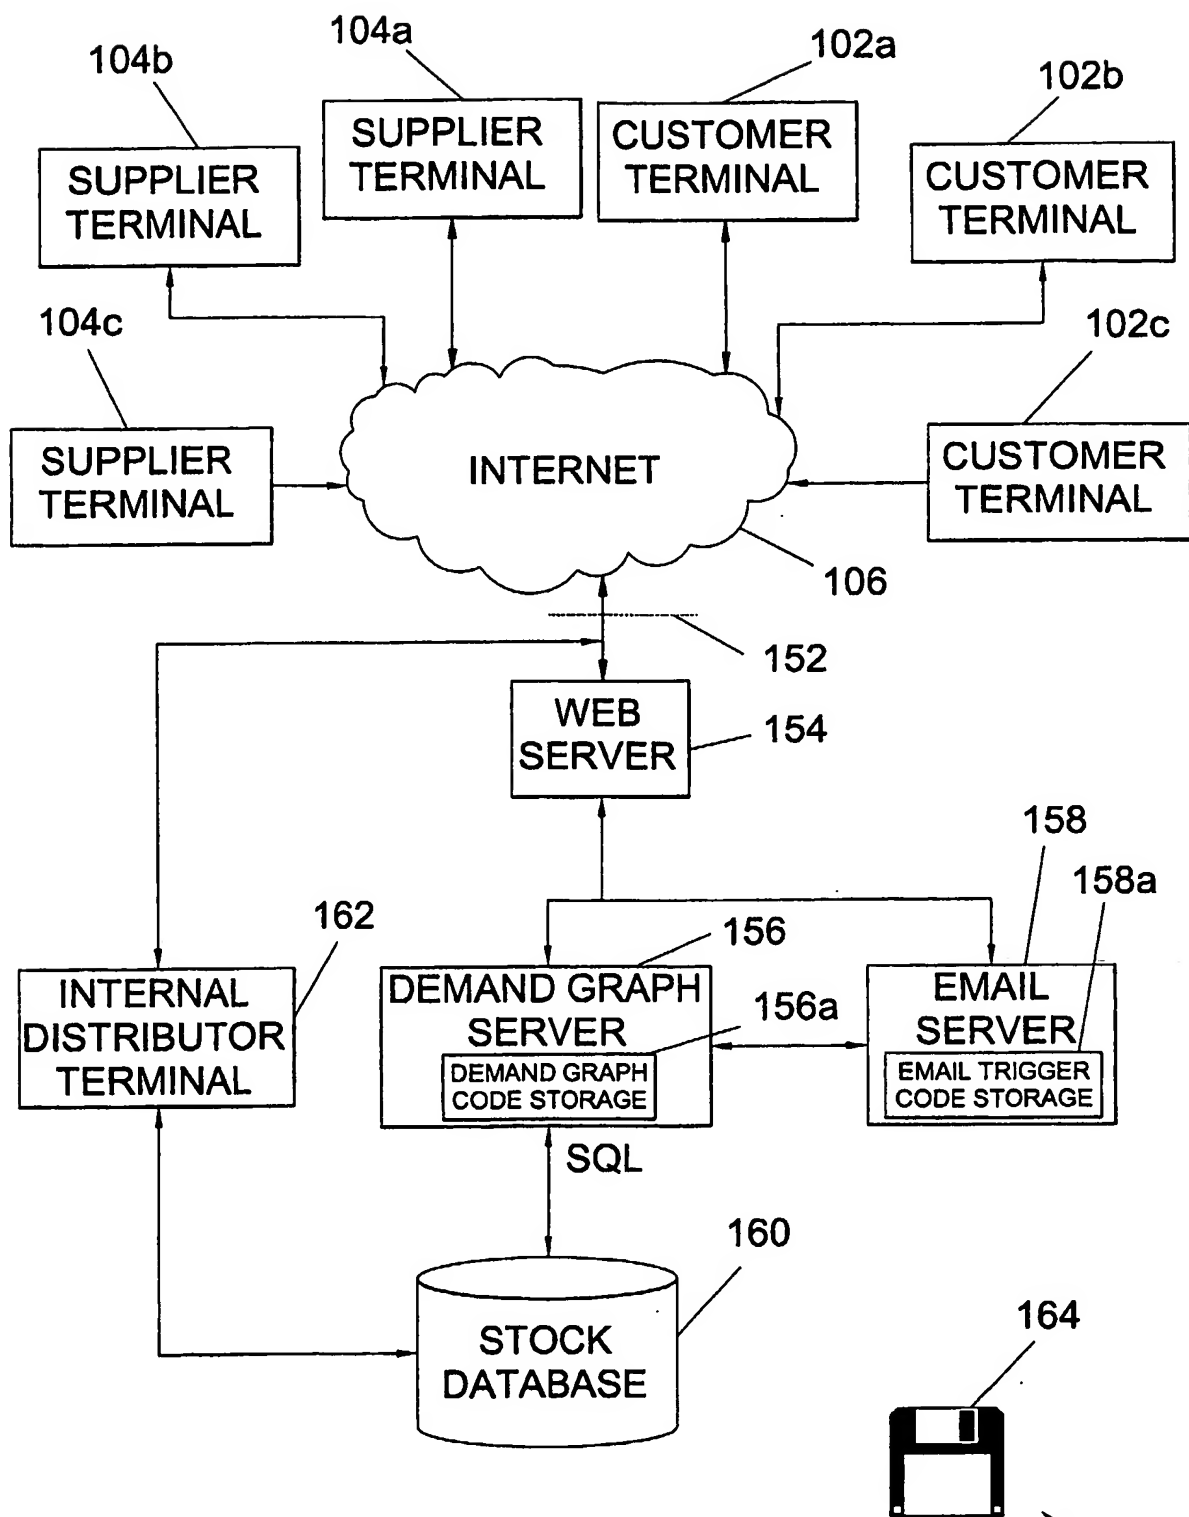 104b
104a
102a
102b
SUPPLIER
TERMINAL
SUPPLIER
TERMINAL
CUSTOMER
TERMINAL
CUSTOMER
TERMINAL
104c
102c
SUPPLIER
TERMINAL
INTERNET
CUSTOMER
TERMINAL
106
152
WEB
SERVER
154
158
158a
162
156
INTERNAL
DISTRIBUTOR
TERMINAL
DEMAND GRAPH
SERVER
156a
DEMAND GRAPH
CODE STORAGE
EMAIL
SERVER
EMAIL TRIGGER
CODE STORAGE
SQL
160
STOCK
DATABASE
164